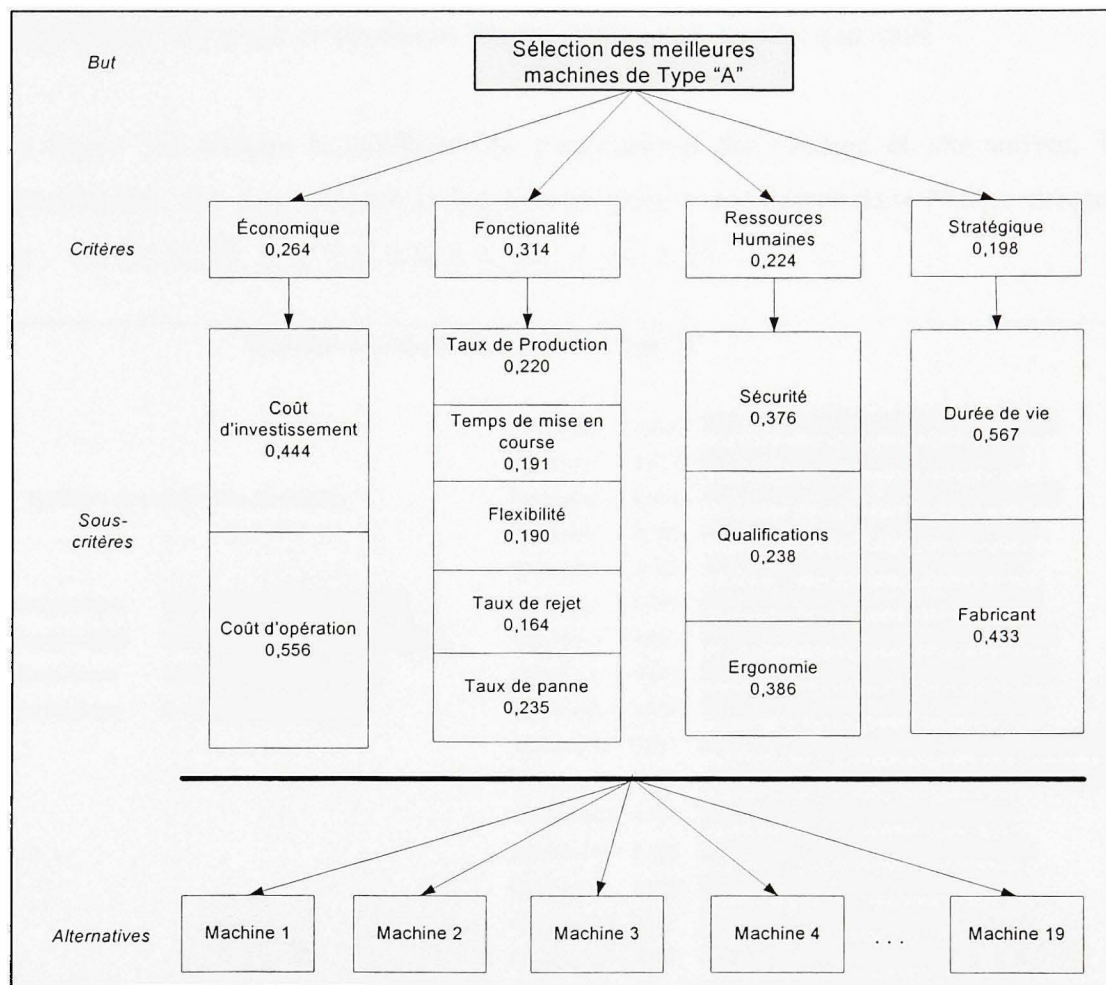 But
Sélection des meilleures
machines de Type “A”
Critères
Économique
0,264
Fonctionalité
0,314
Ressources
Humaines
0,224
Stratégique
0,198
Sous-
critères
Coût
d'investissement
0,444
Coût d'opération
0,556
Taux de Production
0,220
Temps de mise en
course
0,191
Flexibilité
0,190
Taux de rejet
0,164
Taux de panne
0,235
Sécurité
0,376
Qualifications
0,238
Ergonomie
0,386
Durée de vie
0,567
Fabricant
0,433
Alternatives
Machine 1
Machine 2
Machine 3
Machine 4
. . .
Machine 19